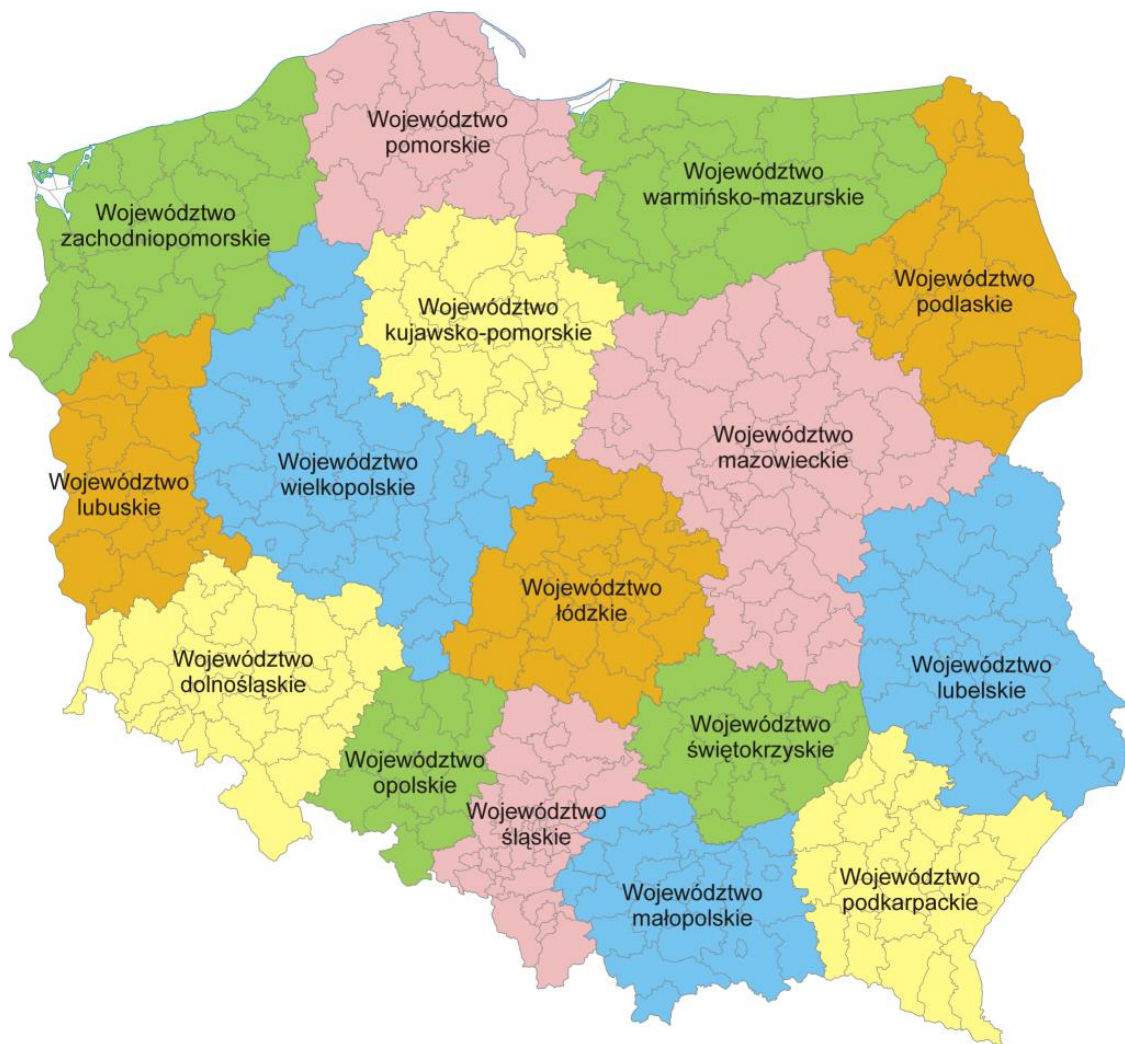 Województwo
pomorskie
Województwo
warmińsko-mazurskie
Województwo
zachodniopomorskie
Województwo
podlaskie
Województwo
kujawsko-pomorskie
Województwo
mazowieckie
Województwo
wielkopolskie
Województwo
lubuskie
Województwo
łódzkie
Województwo
dolnośląskie
Województwo
lubelskie
Województwo
świętokrzyskie
Województwo
opolskie
Województwo
śląskie
Województwo
podkarpackie
Województwo
małopolskie